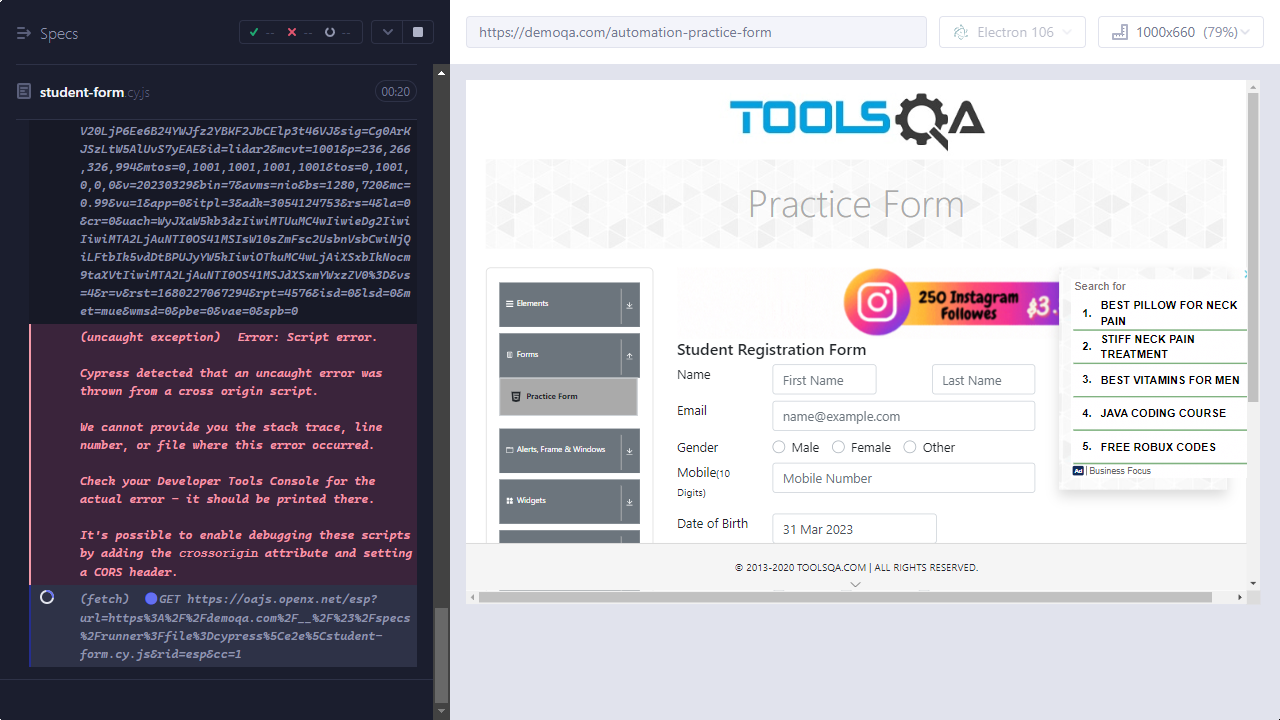 Specs
-- -- --
student-form.cy.js
00:20
V20LjP6Ee6B24YWJfz2YBKF2JbCElp3t46VJ&sig=Cg0ArK
JSzLtW5AlUvS7yEAE&id=lidar2&mcvt=1001&p=236,266
,326,994&mtos=0,1001,1001,1001,1001&tos=0,1001,
0,0,0&v=20230329&bin=7&avms=nio&bs=1280,720&mc=
0.99&vu=1&app=0&itpl=3&adk=3054124753&rs=4&la=0
&cr=0&uach=WyJXaW5kb3dzIiwiMTUuMC4wIiwieDg2Iiwi
IiwiMTA2LjAuNTI0OS41MSIsW10sZmFsc2UsbnVsbCwiNjQ
iLFtbIk5vdDtBPUJyYW5kIiwiOTkuMC4wLjAiXSxbIkNocm
9taXVtIiwiMTA2LjAuNTI0OS41MSJdXSxmYWxzZV0%3D&vs
=4&r=v&rst=1680227067294&rpt=4576&isd=0&lsd=0&m
et=mue&wmsd=0&pbe=0&vae=0&spb=0
(uncaught exception) Error: Script error.
Cypress detected that an uncaught error was
thrown from a cross origin script.
We cannot provide you the stack trace, line
number, or file where this error occurred.
Check your Developer Tools Console for the
actual error - it should be printed there.
It's possible to enable debugging these scripts
by adding the crossorigin attribute and setting
a CORS header.
(fetch) GET https://oajs.openx.net/esp?
url=https%3A%2F%2Fdemoqa.com%2F__%2F%23%2Fspecs
%2Frunner%3Ffile%3Dcypress%5Ce2e%5Cstudent-
form.cy.js&rid=esp&cc=1
https://demoqa.com/automation-practice-form
Electron 106
1000x660 (79%)
TOOLSQA
Practice Form
Elements
Forms
Practice Form
Alerts, Frame & Windows
Widgets
250 Instagram
Followes
$3.
Student Registration Form
Name
First Name
Last Name
Email
name@example.com
Gender
Male
Female
Other
Mobile(10
Digits)
Mobile Number
Date of Birth
31 Mar 2023
Search for
1. BEST PILLOW FOR NECK
PAIN
2. STIFF NECK PAIN
TREATMENT
3. BEST VITAMINS FOR MEN
4. JAVA CODING COURSE
5. FREE ROBUX CODES
Ad | Business Focus
© 2013-2020 TOOLSQA.COM | ALL RIGHTS RESERVED.